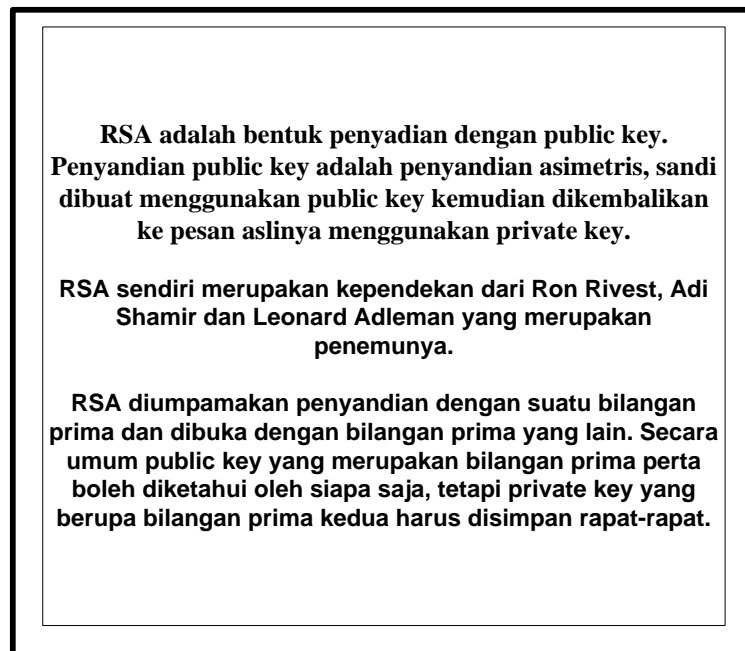 RSA adalah bentuk penyadian dengan public key.
Penyandian public key adalah penyandian asimetris, sandi
dibuat menggunakan public key kemudian dikembalikan
ke pesan aslinya menggunakan private key.
RSA sendiri merupakan kependekan dari Ron Rivest, Adi
Shamir dan Leonard Adleman yang merupakan
penemunya.
RSA diumpamakan penyandian dengan suatu bilangan
prima dan dibuka dengan bilangan prima yang lain. Secara
umum public key yang merupakan bilangan prima perta
boleh diketahui oleh siapa saja, tetapi private key yang
berupa bilangan prima kedua harus disimpan rapat-rapat.